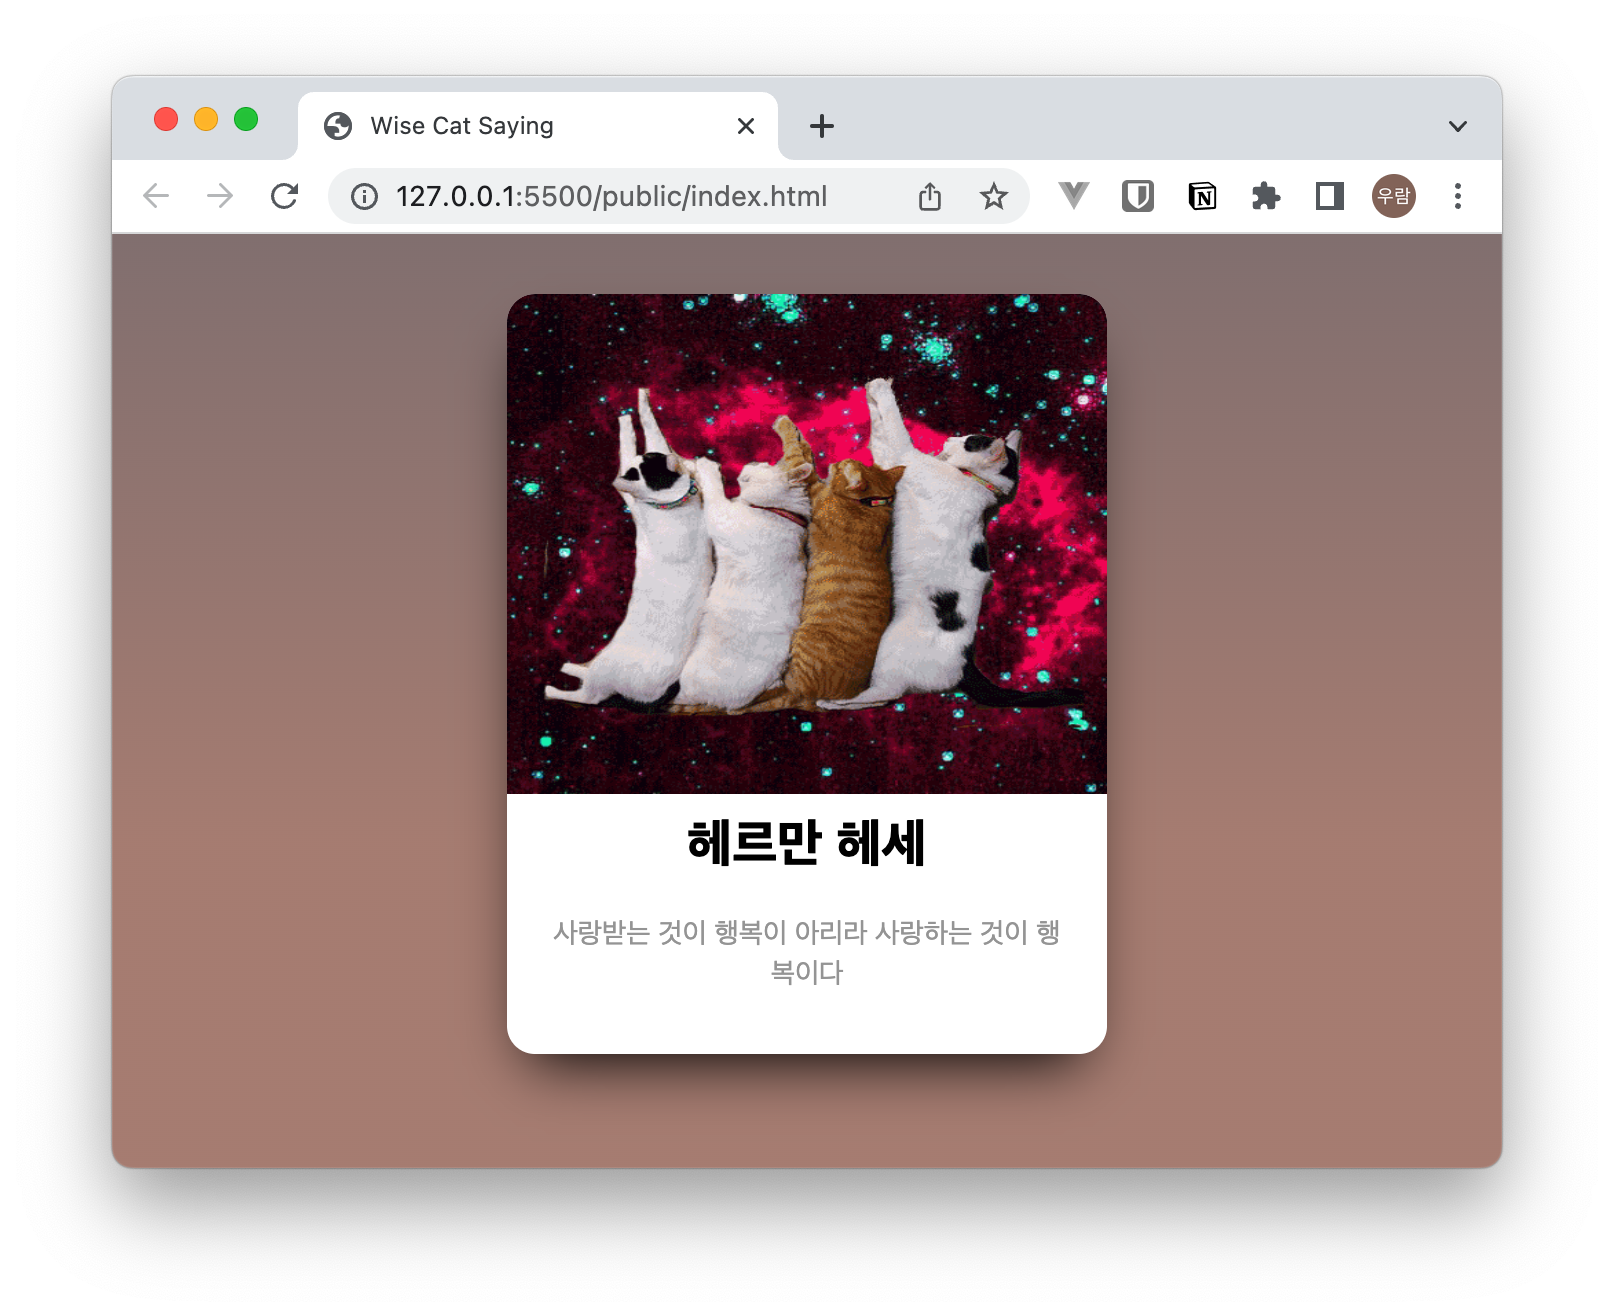 Wise Cat Saying
127.0.0.1:5500/public/index.html
우람
헤르만 헤세
사랑받는 것이 행복이 아리라 사랑하는 것이 행
복이다